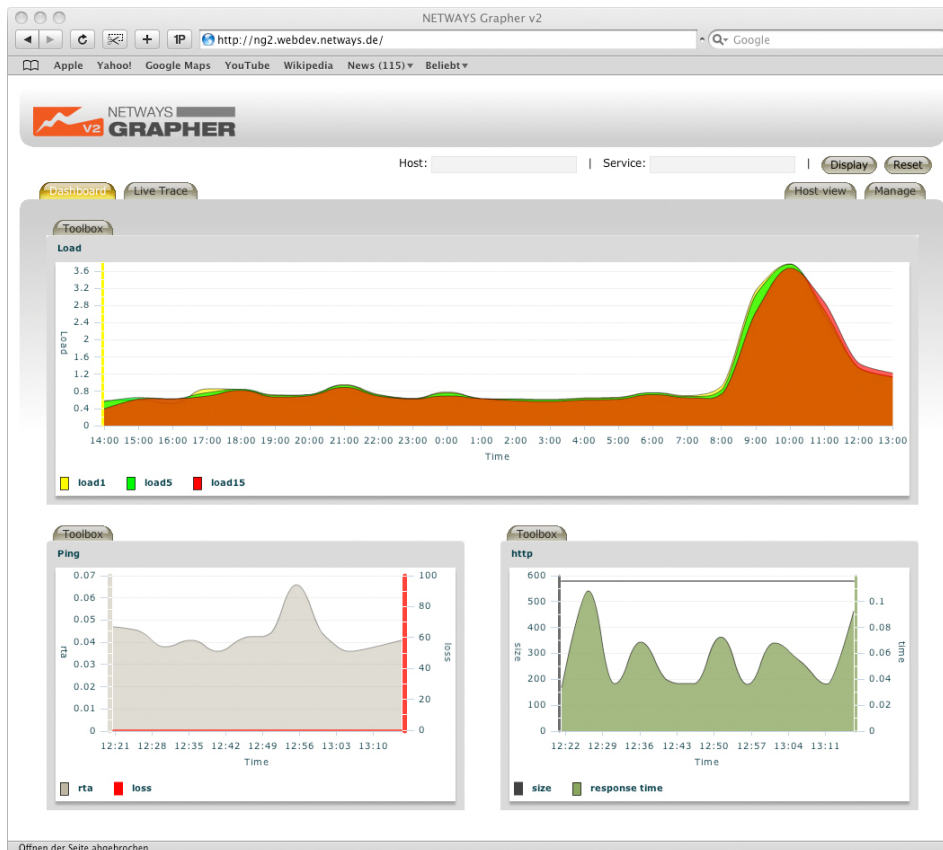 NETWAYS Grapher v2
1P http://ng2.webdev.netways.de/ Google
Apple Yahoo! Google Maps YouTube Wikipedia News (115) Beliebt
NETWAYS
V2 GRAPHER
Host: | Service: | Display Reset
Dashboard Live Trace Host view Manage
Toolbox
Load
3.6
3.2
2.8
2.4
2
1.6
1.2
0.8
0.4
0
Load
14:00 15:00 16:00 17:00 18:00 19:00 20:00 21:00 22:00 23:00 0:00 1:00 2:00 3:00 4:00 5:00 6:00 7:00 8:00 9:00 10:00 11:00 12:00 13:00
Time
load1 load5 load15
Toolbox
Ping
0.07
0.06
0.05
0.04
0.03
0.02
0.01
0
rta
100
80
60
40
20
0
loss
12:21 12:28 12:35 12:42 12:49 12:56 13:03 13:10
Time
rta loss
Toolbox
http
600
500
400
300
200
100
0
size
0.1
0.08
0.06
0.04
0.02
0
time
12:22 12:29 12:36 12:43 12:50 12:57 13:04 13:11
Time
size response time
Öffnen der Seite abgebrochen